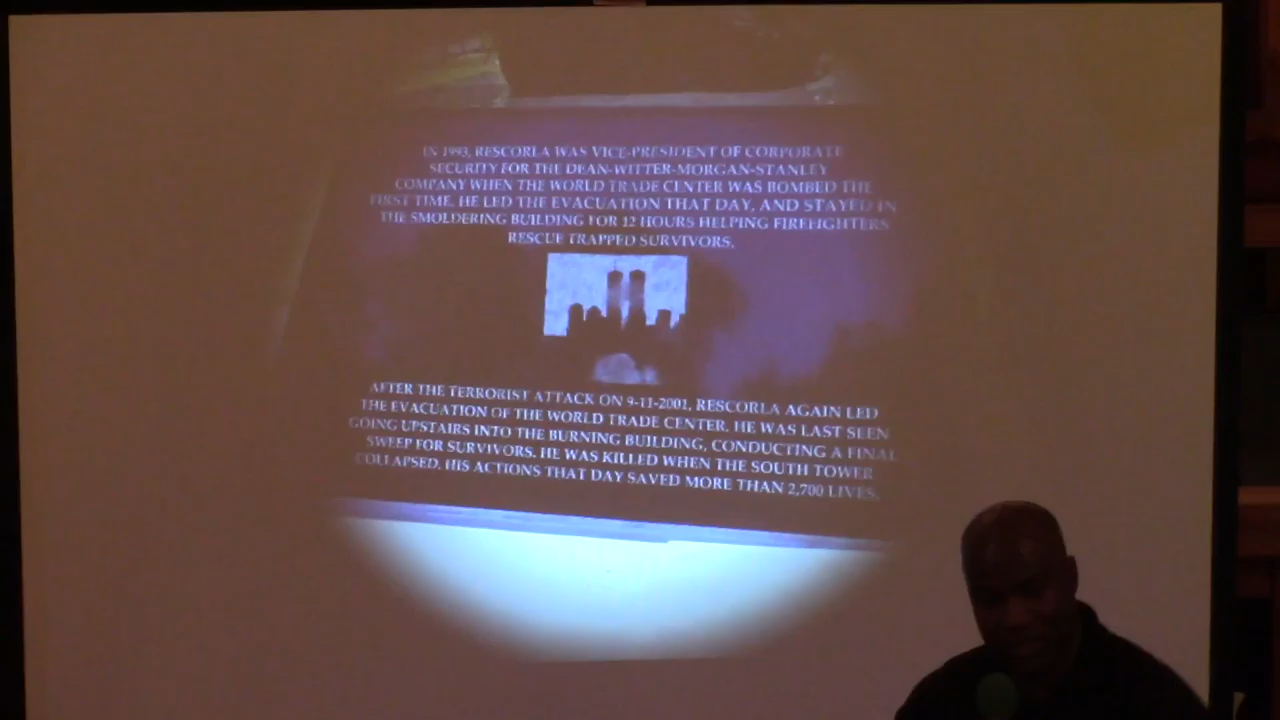 IN 1993, RESCORLA WAS VICE-PRESIDENT OF CORPORATE
SECURITY FOR THE DEAN-WITTER-MORGAN-STANLEY
COMPANY WHEN THE WORLD TRADE CENTER WAS BOMBED THE
FIRST TIME. HE LED THE EVACUATION THAT DAY, AND STAYED IN
THE SMOLDERING BUILDING FOR 12 HOURS HELPING FIREFIGHTERS
RESCUE TRAPPED SURVIVORS.
AFTER THE TERRORIST ATTACK ON 9-11-2001, RESCORLA AGAIN LED
THE EVACUATION OF THE WORLD TRADE CENTER. HE WAS LAST SEEN
GOING UPSTAIRS INTO THE BURNING BUILDING, CONDUCTING A FINAL
SWEEP FOR SURVIVORS. HE WAS KILLED WHEN THE SOUTH TOWER
COLLAPSED. HIS ACTIONS THAT DAY SAVED MORE THAN 2,700 LIVES.